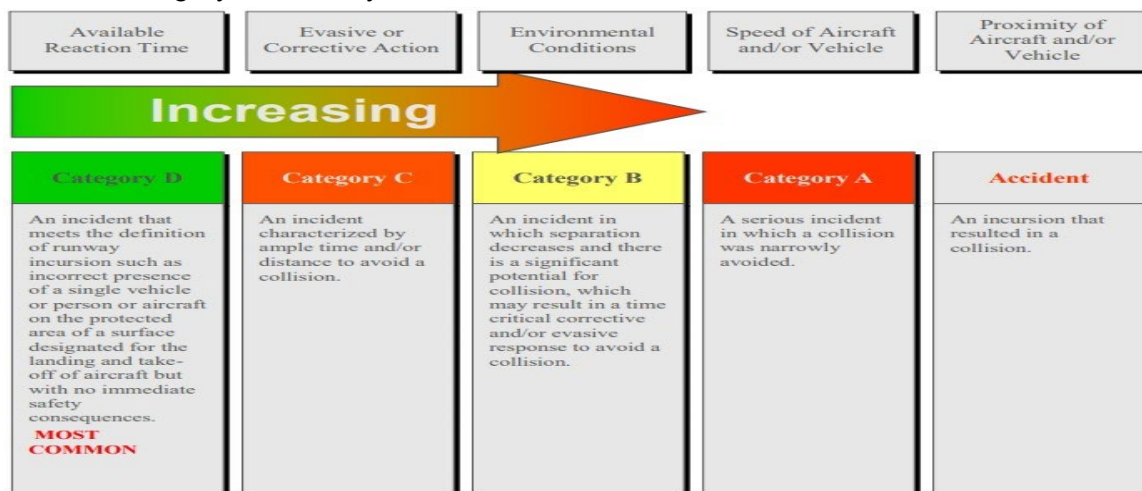 Available
Reaction Time
Evasive or
Corrective Action
Environmental
Conditions
Speed of Aircraft
and/or Vehicle
Proximity of
Aircraft and/or
Vehicle
Increasing
Category D
An incident that
meets the definition
of runway
incursion such as
incorrect presence
of a single vehicle
or person or aircraft
on the protected
area of a surface
designated for the
landing and take-
off of aircraft but
with no immediate
safety
consequences.
MOST
COMMON
Category C
An incident
characterized by
ample time and/or
distance to avoid a
collision.
Category B
An incident in
which separation
decreases and there
is a significant
potential for
collision, which
may result in a time
critical corrective
and/or evasive
response to avoid a
collision.
Category A
A serious incident
in which a collision
was narrowly
avoided.
Accident
An incursion that
resulted in a
collision.